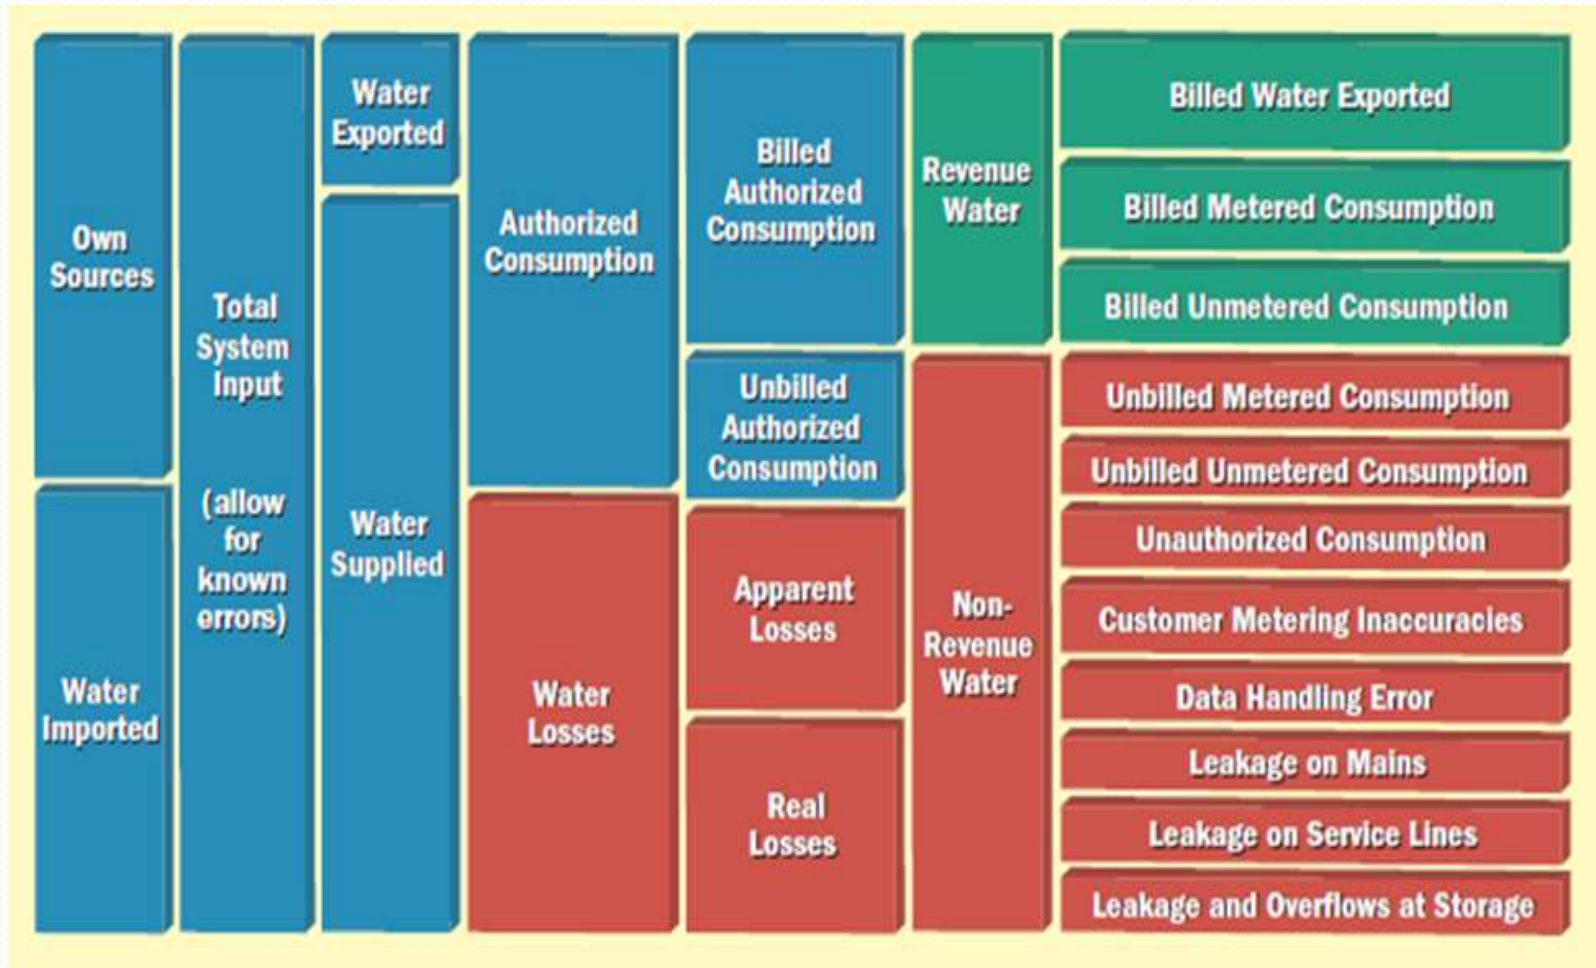 Own
Sources
Water
Imported
Total
System
Input
(allow
for
known
errors)
Water
Exported
Water
Supplied
Authorized
Consumption
Water
Losses
Billed
Authorized
Consumption
Unbilled
Authorized
Consumption
Apparent
Losses
Real
Losses
Revenue
Water
Non-
Revenue
Water
Billed Water Exported
Billed Metered Consumption
Billed Unmetered Consumption
Unbilled Metered Consumption
Unbilled Unmetered Consumption
Unauthorized Consumption
Customer Metering Inaccuracies
Data Handling Error
Leakage on Mains
Leakage on Service Lines
Leakage and Overflows at Storage